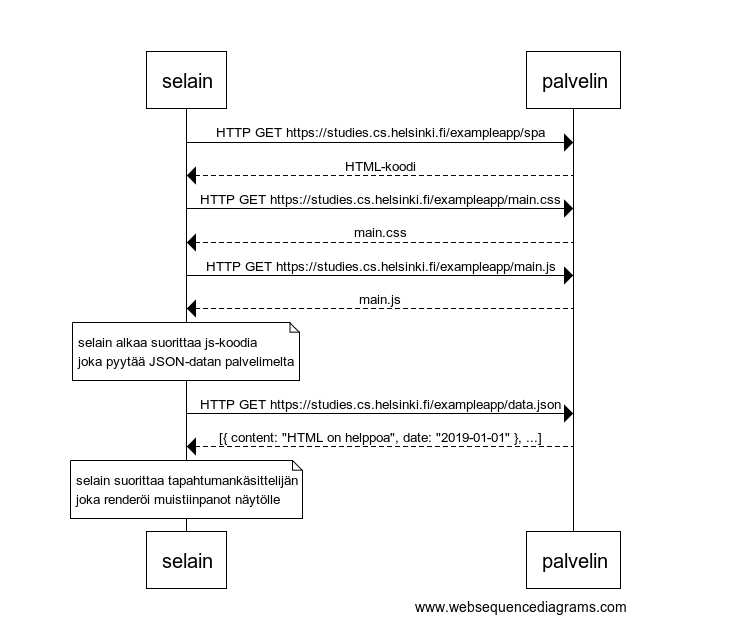 selain
palvelin
HTTP GET https://studies.cs.helsinki.fi/exampleapp/spa
HTML-koodi
HTTP GET https://studies.cs.helsinki.fi/exampleapp/main.css
main.css
HTTP GET https://studies.cs.helsinki.fi/exampleapp/main.js
main.js
selain alkaa suorittaa js-koodia
joka pyytää JSON-datan palvelimelta
HTTP GET https://studies.cs.helsinki.fi/exampleapp/data.json
[{ content: "HTML on helppoa", date: "2019-01-01" }, ...]
selain suorittaa tapahtumankäsittelijän
joka renderöi muistiinpanot näytölle
selain
palvelin
www.websequencediagrams.com